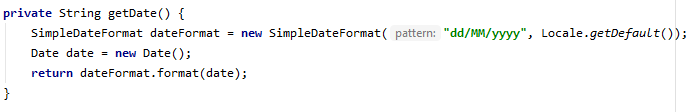 private String getDate() {
    SimpleDateFormat dateFormat = new SimpleDateFormat( pattern: "dd/MM/yyyy", Locale.getDefault());
    Date date = new Date();
    return dateFormat.format(date);
}